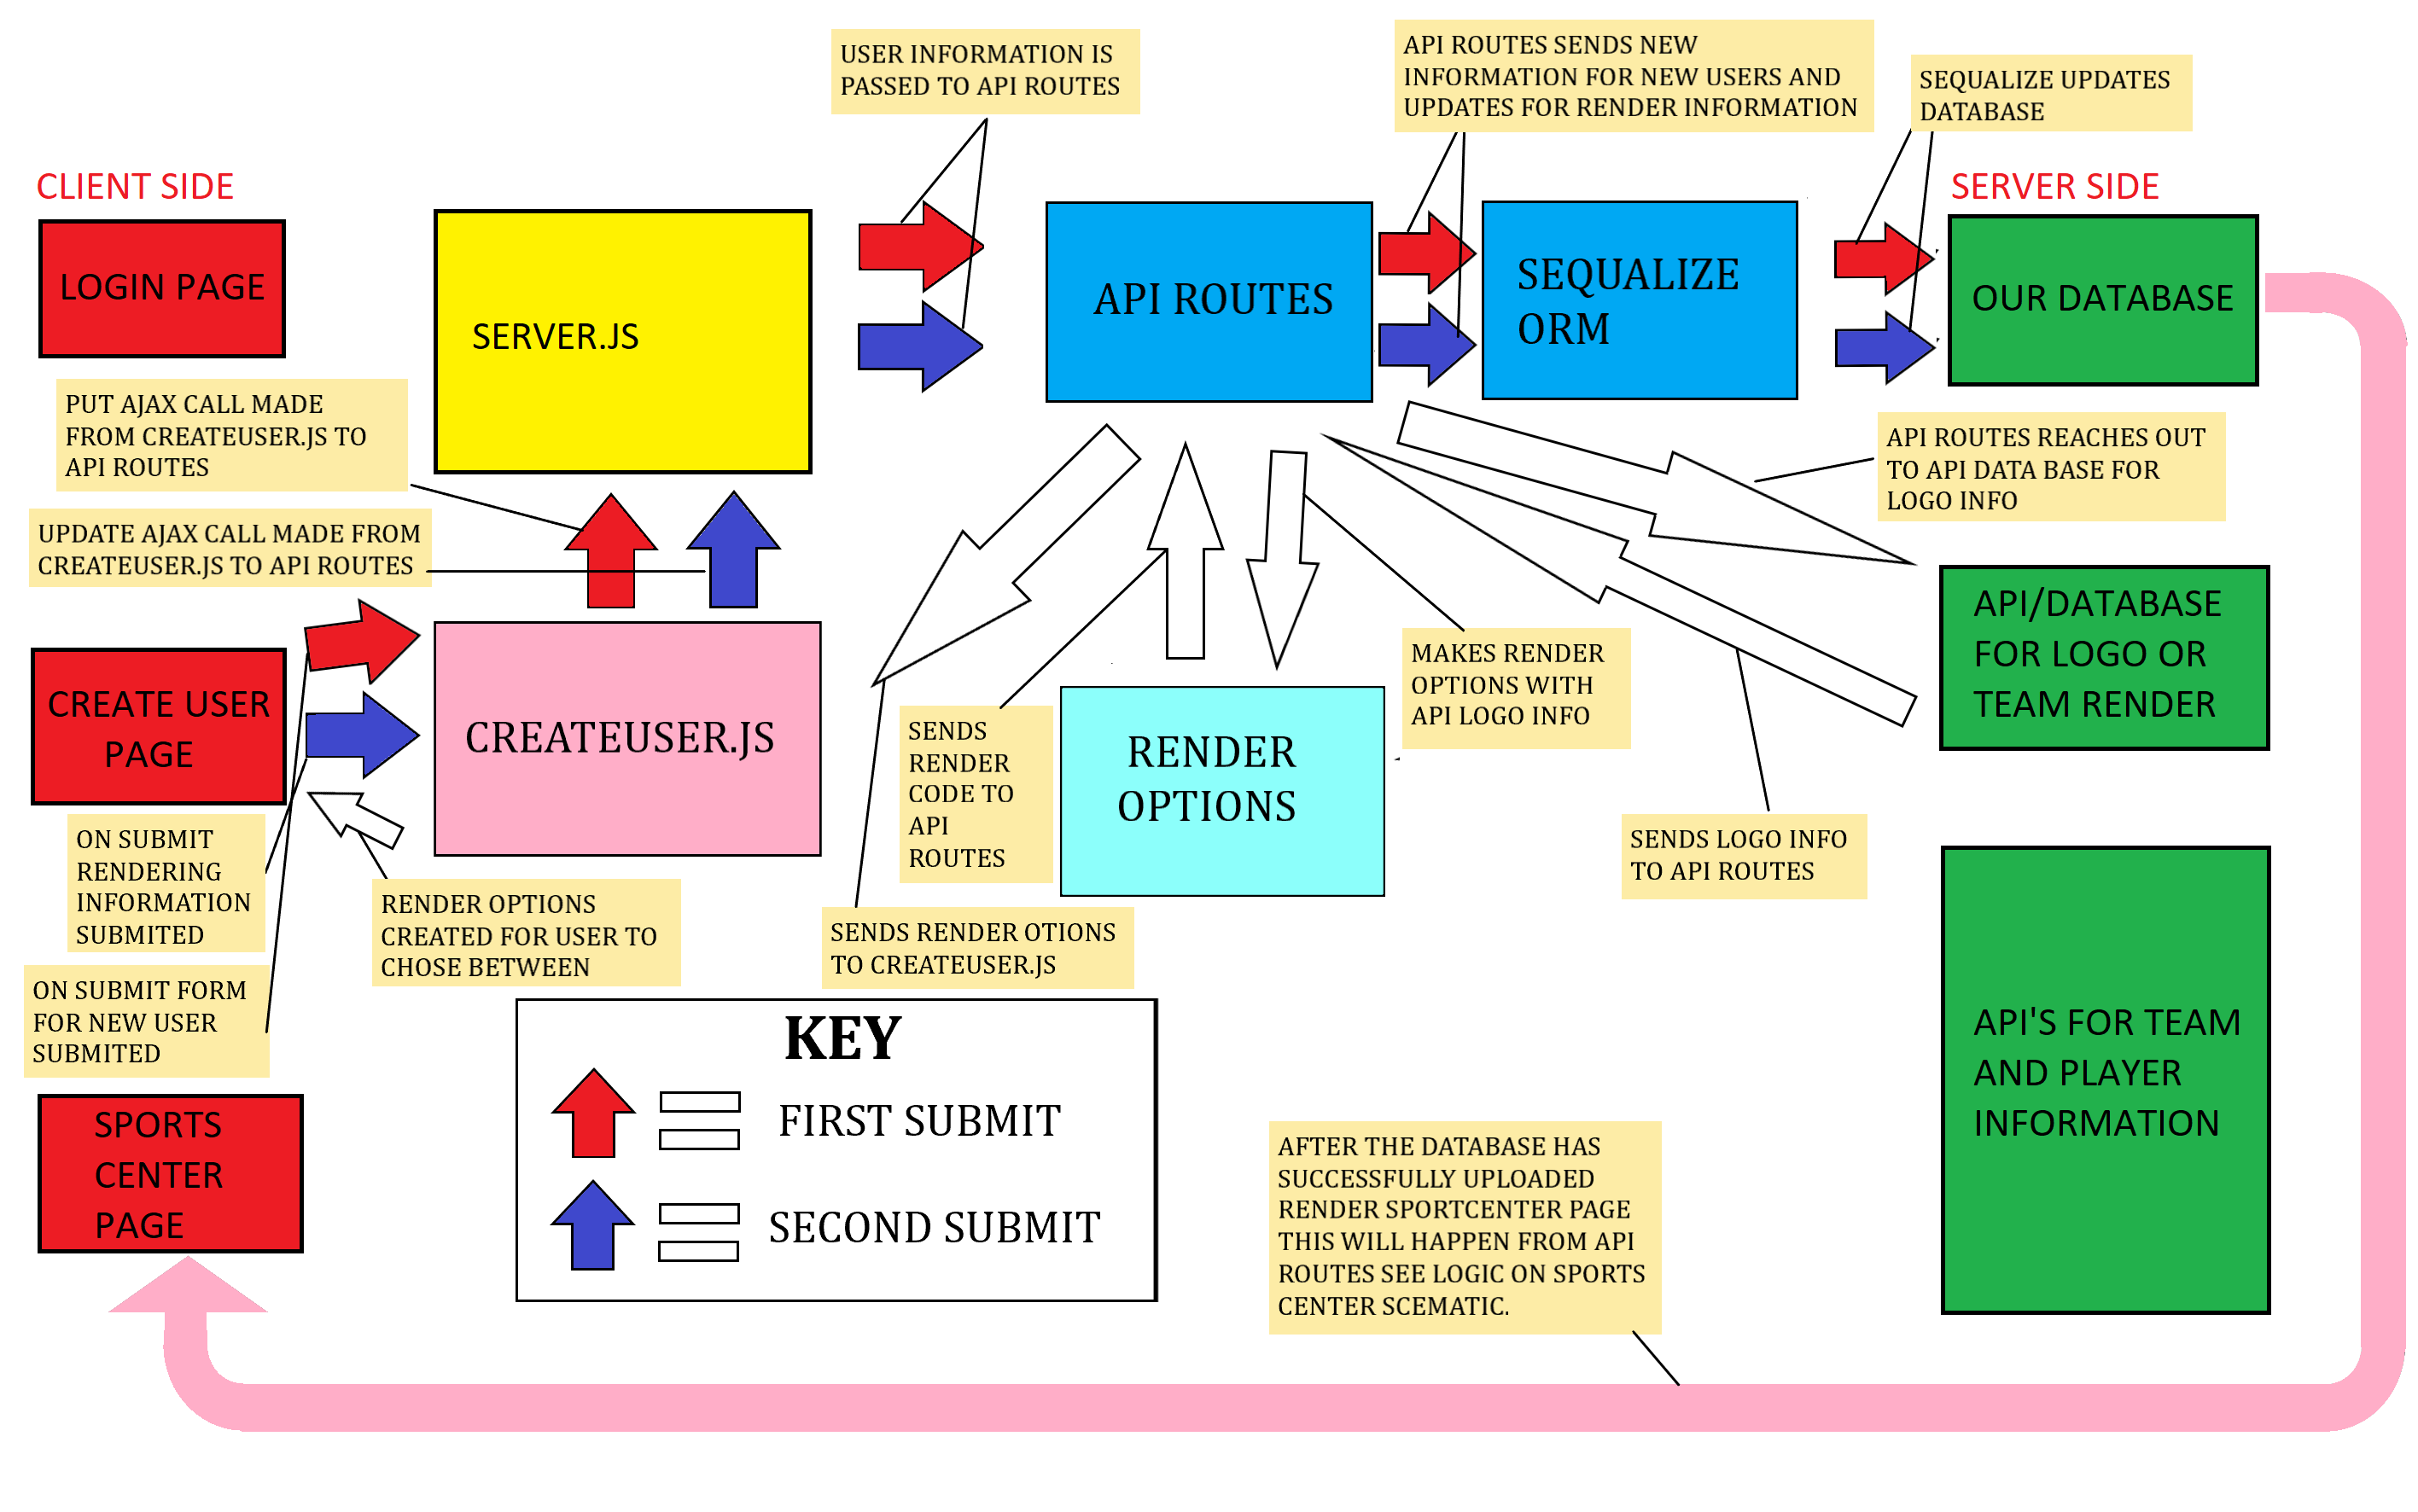 USER INFORMATION IS
PASSED TO API ROUTES
API ROUTES SENDS NEW
INFORMATION FOR NEW USERS AND
UPDATES FOR RENDER INFORMATION
SEQUALIZE UPDATES
DATABASE
CLIENT SIDE
SERVER SIDE
LOGIN PAGE
SERVER.JS
API ROUTES
SEQUALIZE
ORM
OUR DATABASE
PUT AJAX CALL MADE
FROM CREATEUSER.JS TO
API ROUTES
UPDATE AJAX CALL MADE FROM
CREATEUSER.JS TO API ROUTES
API ROUTES REACHES OUT
TO API DATA BASE FOR
LOGO INFO
CREATE USER
PAGE
CREATEUSER.JS
SENDS
RENDER
CODE TO
API
ROUTES
RENDER
OPTIONS
MAKES RENDER
OPTIONS WITH
API LOGO INFO
API/DATABASE
FOR LOGO OR
TEAM RENDER
ON SUBMIT
RENDERING
INFORMATION
SUBMITED
RENDER OPTIONS
CREATED FOR USER TO
CHOSE BETWEEN
SENDS RENDER OTIONS
TO CREATEUSER.JS
SENDS LOGO INFO
TO API ROUTES
ON SUBMIT FORM
FOR NEW USER
SUBMITED
KEY
FIRST SUBMIT
SECOND SUBMIT
SPORTS
CENTER
PAGE
AFTER THE DATABASE HAS
SUCCESSFULLY UPLOADED
RENDER SPORTCENTER PAGE
THIS WILL HAPPEN FROM API
ROUTES SEE LOGIC ON SPORTS
CENTER SCEMATIC.
API'S FOR TEAM
AND PLAYER
INFORMATION